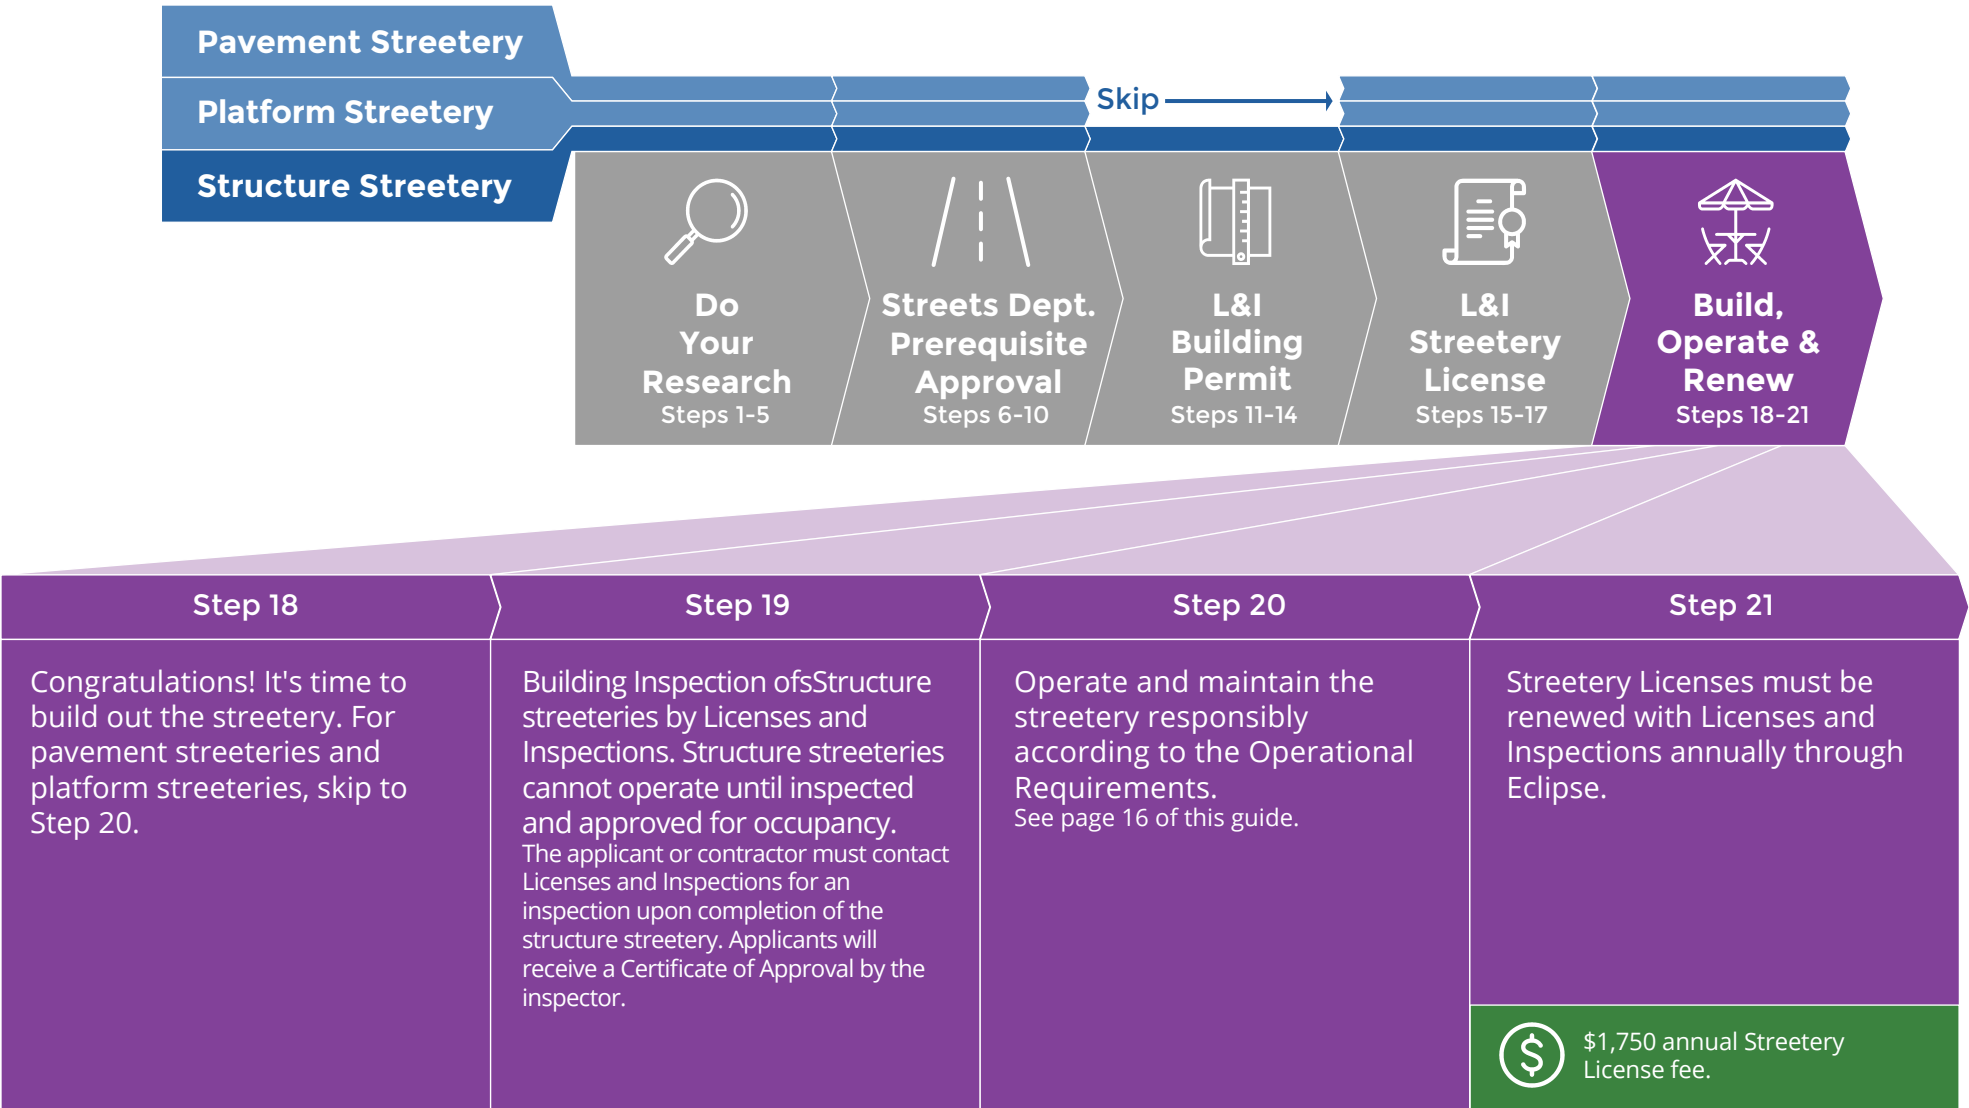 Pavement Streetery
Platform Streetery
Structure Streetery
Skip
Do
Your
Research
Steps 1-5
Streets Dept.
Prerequisite
Approval
Steps 6-10
L&I
Building
Permit
Steps 11-14
L&I
Streetery
License
Steps 15-17
Build,
Operate &
Renew
Steps 18-21
Step 18
Congratulations! It's time to
build out the streetery. For
pavement streeteries and
platform streeteries, skip to
Step 20.
Step 19
Building Inspection ofsStructure
streeteries by Licenses and
Inspections. Structure streeteries
cannot operate until inspected
and approved for occupancy.
The applicant or contractor must contact
Licenses and Inspections for an
inspection upon completion of the
structure streetery. Applicants will
receive a Certificate of Approval by the
inspector.
Step 20
Operate and maintain the
streetery responsibly
according to the Operational
Requirements.
See page 16 of this guide.
Step 21
Streetery Licenses must be
renewed with Licenses and
Inspections annually through
Eclipse.
$1,750 annual Streetery
License fee.